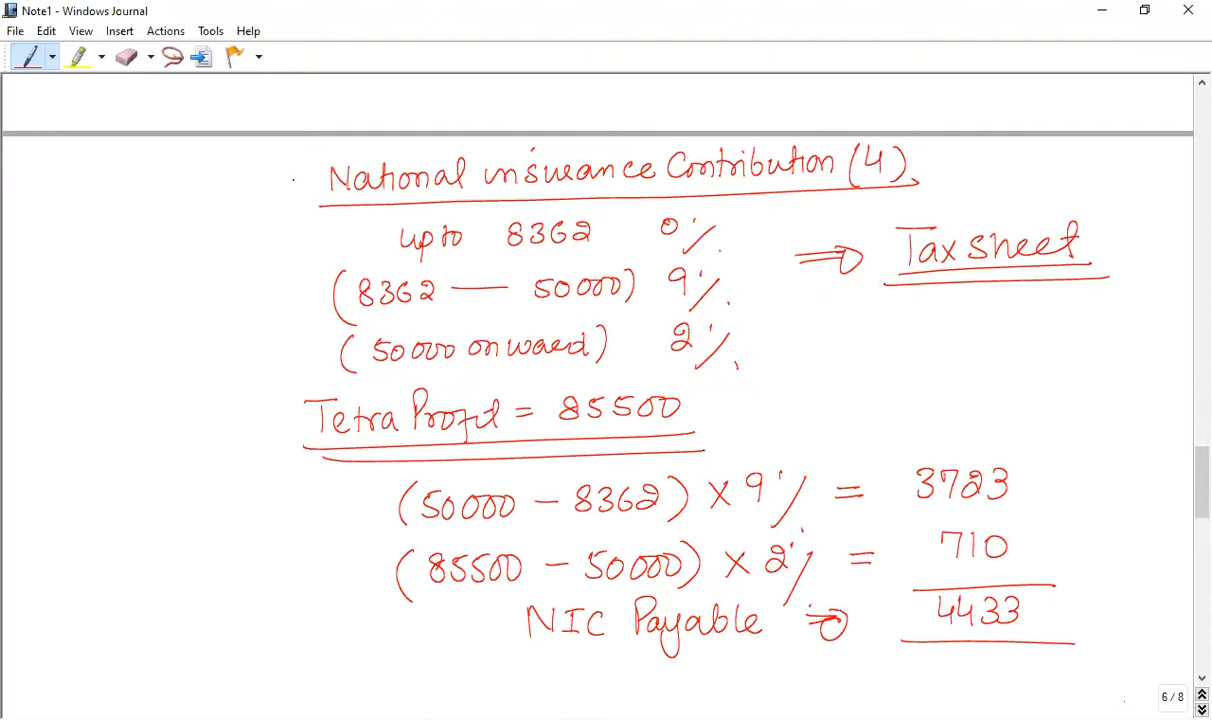 Note1 - Windows Journal
File Edit View Insert Actions Tools Help
National insurance Contribution (4)
upto 8362 0%
(8362 — 50000) 9%
(50000 onward) 2%
⇒ Tax sheet
Tetra Profit = 85500
(50000 - 8362) × 9% = 3723
(85500 - 50000) × 2% = 710
NIC Payable ⇒ 4433
6 / 8